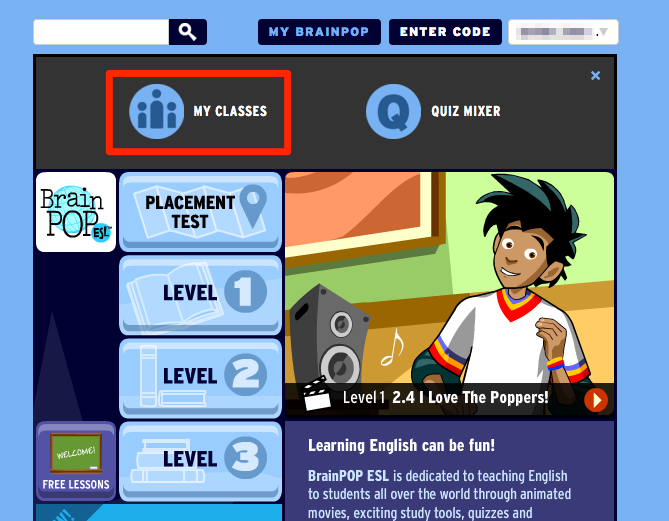 MY BRAINPOP
ENTER CODE
MY CLASSES
Q
QUIZ MIXER
×
Brain
POP
ESL
PLACEMENT
TEST
LEVEL 1
LEVEL 2
LEVEL 3
WELCOME!
FREE LESSONS
Level 1 2.4 I Love The Poppers!
Learning English can be fun!
BrainPOP ESL is dedicated to teaching English
to students all over the world through animated
movies, exciting study tools, quizzes and